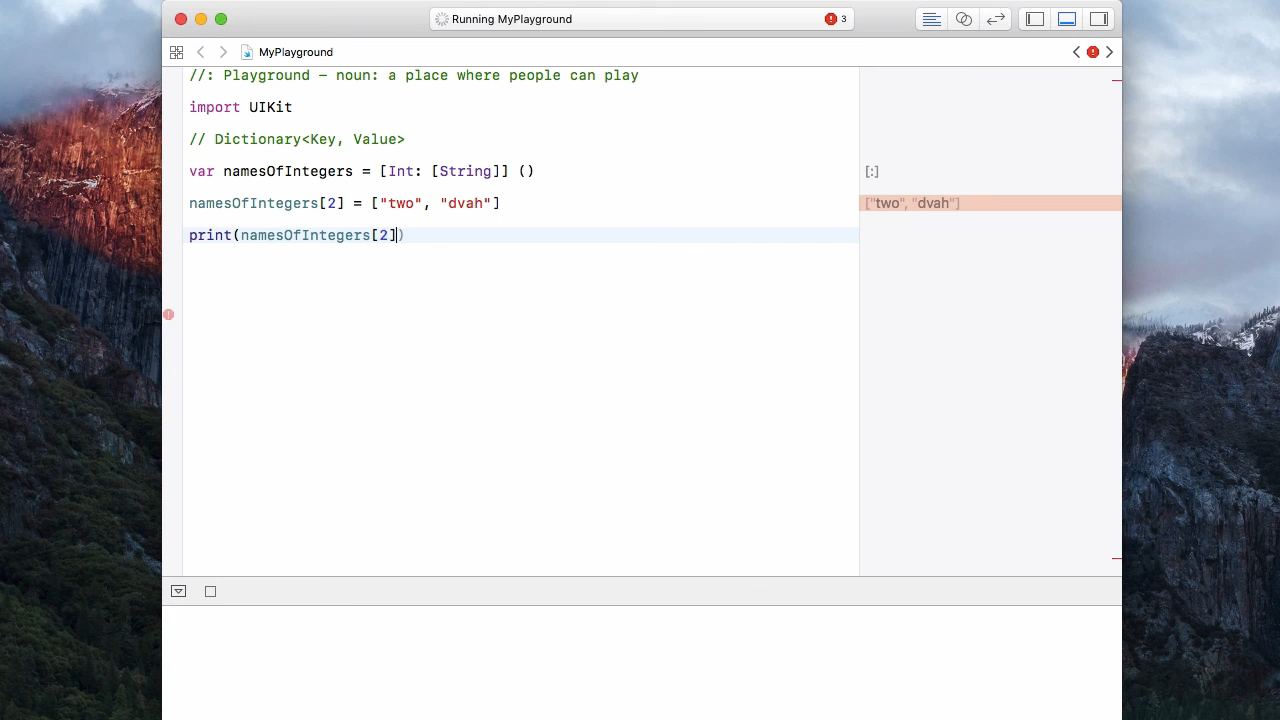 Running MyPlayground
3
MyPlayground
//: Playground – noun: a place where people can play
import UIKit
// Dictionary<Key, Value>
var namesOfIntegers = [Int: [String]] ()
[:]
namesOfIntegers[2] = ["two", "dvah"]
["two", "dvah"]
print(namesOfIntegers[2])